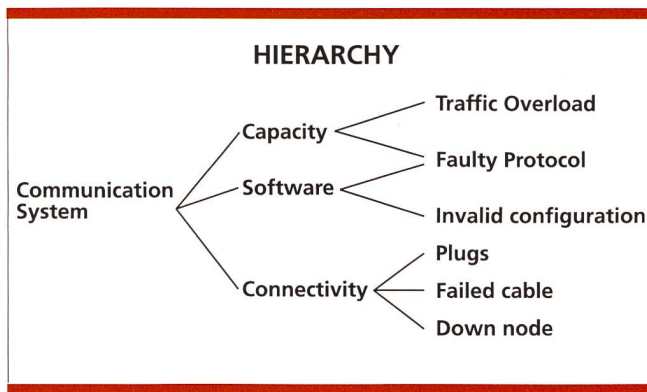 HIERARCHY
Traffic Overload
Capacity
Faulty Protocol
Communication
System
Software
Invalid configuration
Plugs
Connectivity
Failed cable
Down node